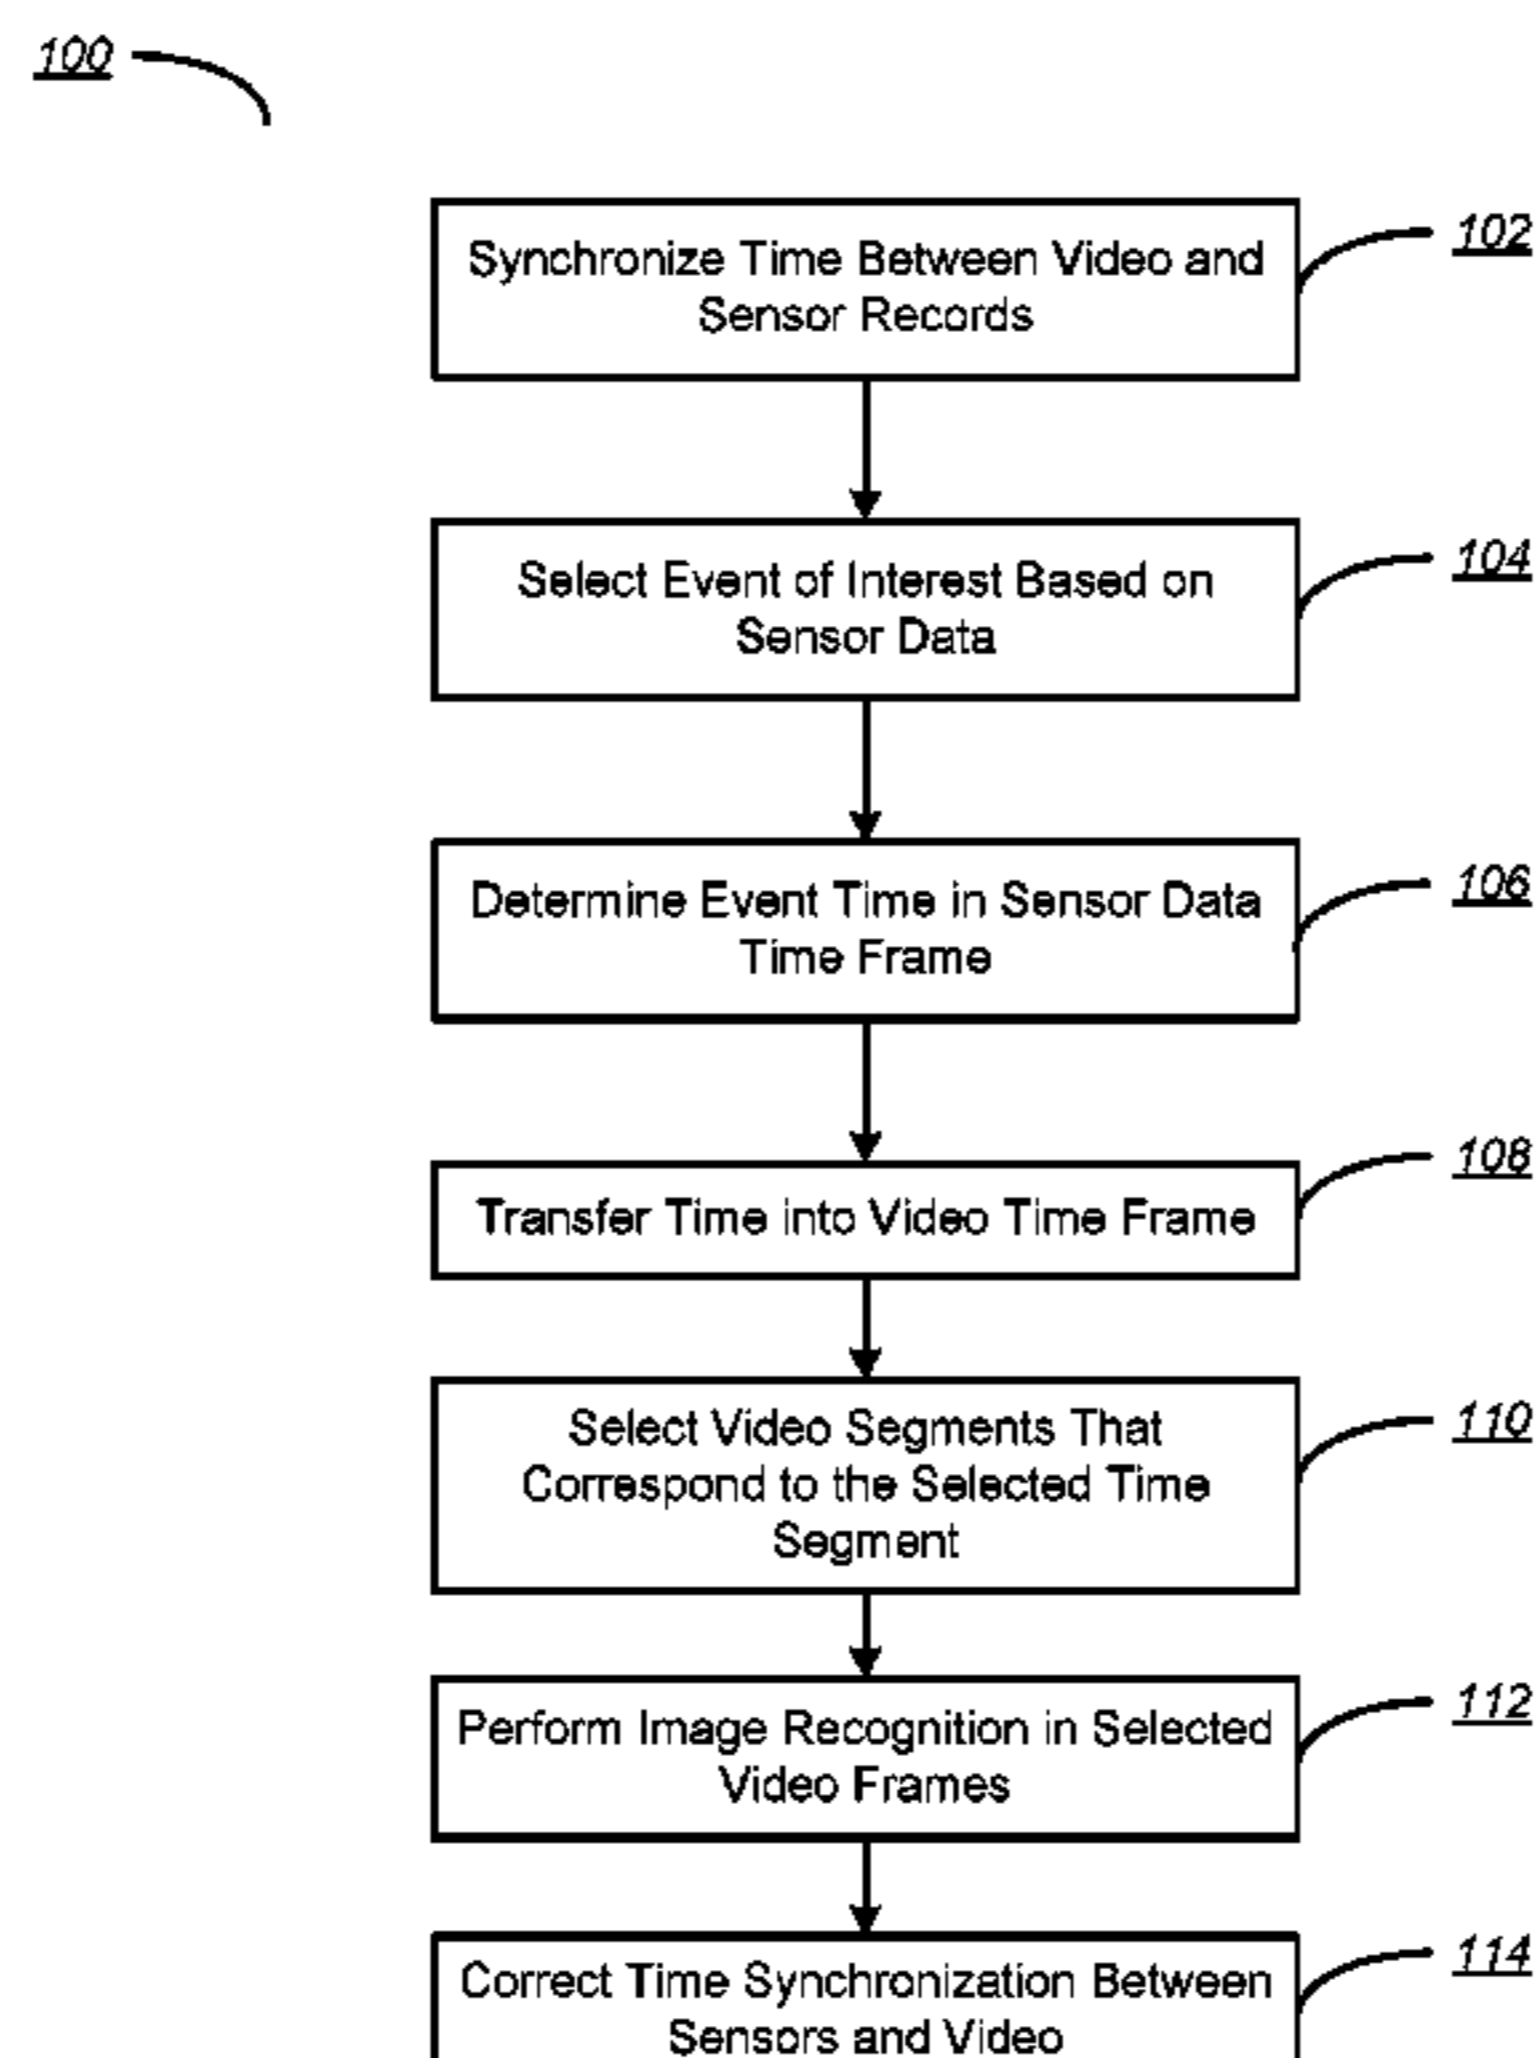 100
102
Synchronize Time Between Video and
Sensor Records
104
Select Event of Interest Based on
Sensor Data
106
Determine Event Time in Sensor Data
Time Frame
108
Transfer Time into Video Time Frame
110
Select Video Segments That
Correspond to the Selected Time
Segment
112
Perform Image Recognition in Selected
Video Frames
114
Correct Time Synchronization Between
Sensors and Video